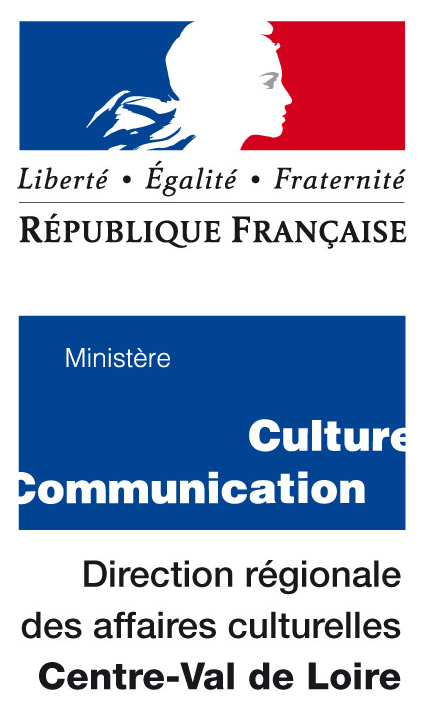 Liberté • Égalité • Fraternité
RÉPUBLIQUE FRANÇAISE
Ministère
Culture
Communication
Direction régionale
des affaires culturelles
Centre-Val de Loire